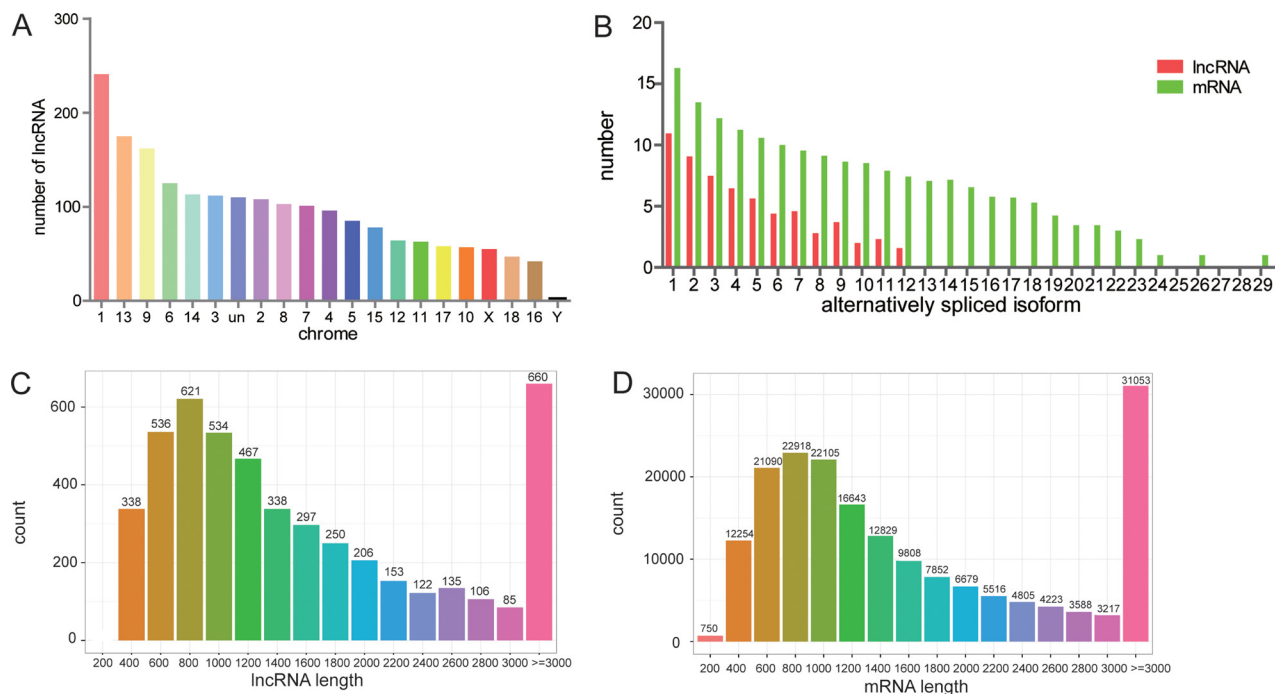 A
300
200
100
0
number of lncRNA
1 13 9 6 14 3 un 2 8 7 4 5 15 12 11 17 10 X 18 16 Y
chrome
B
20
15
10
5
0
number
lncRNA
mRNA
1 2 3 4 5 6 7 8 9 10 11 12 13 14 15 16 17 18 19 20 21 22 23 24 25 26 27 28 29
alternatively spliced isoform
C
600
400
200
0
count
338 536 621 534 467 338 297 250 206 153 122 135 106 85 660
200 400 600 800 1000 1200 1400 1600 1800 2000 2200 2400 2600 2800 3000 >=3000
lncRNA length
D
30000
20000
10000
0
count
750 12254 21090 22918 22105 16643 12829 9808 7852 6679 5516 4805 4223 3588 3217 31053
200 400 600 800 1000 1200 1400 1600 1800 2000 2200 2400 2600 2800 3000 >=3000
mRNA length